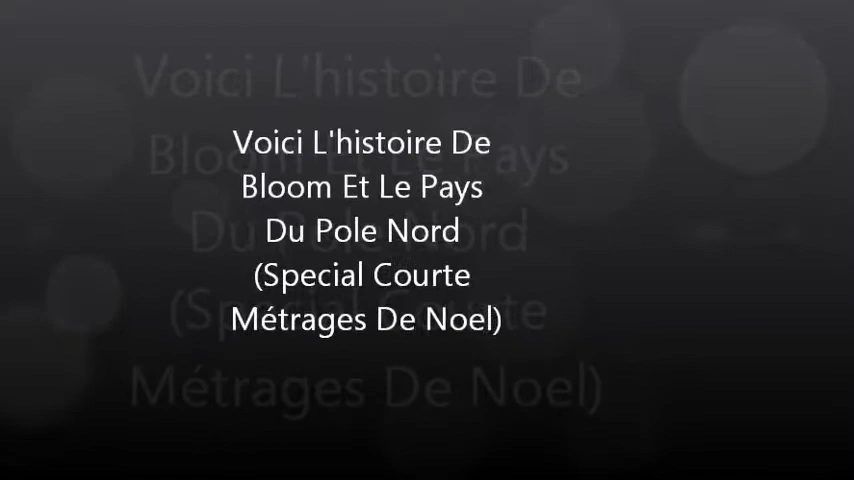 Voici L'histoire De
Bloom Et Le Pays
Du Pole Nord
(Special Courte
Métrages De Noel)